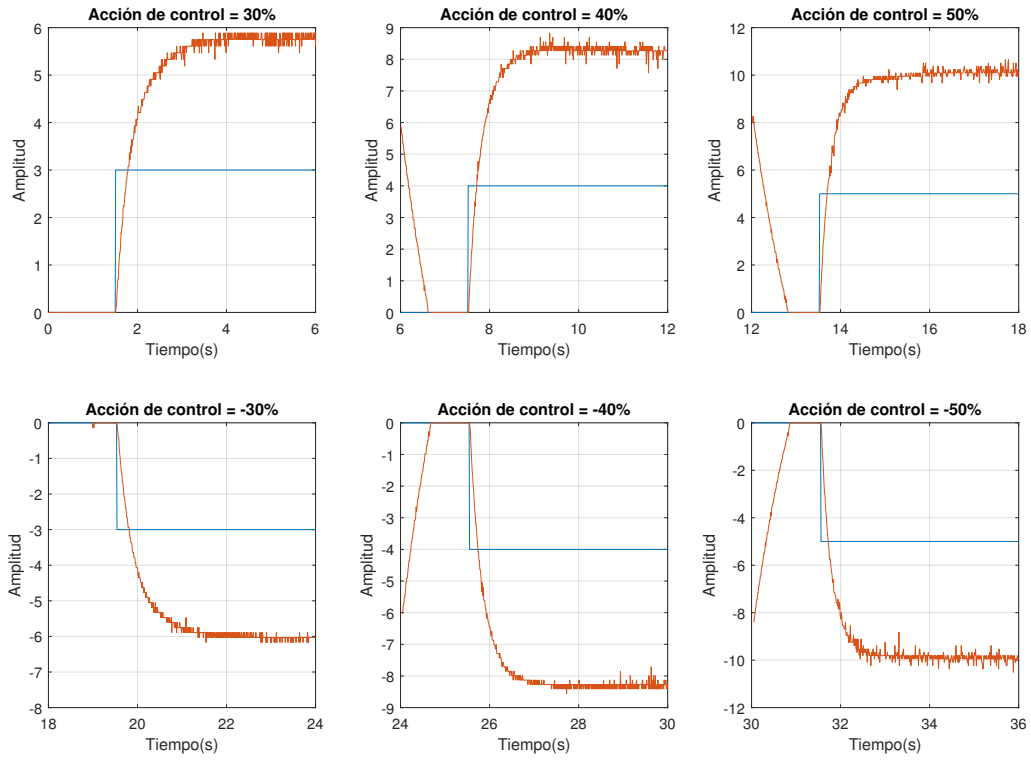 Acción de control = 30%
Amplitud
6
5
4
3
2
1
0
0 2 4 6
Tiempo(s)
Acción de control = 40%
Amplitud
9
8
7
6
5
4
3
2
1
0
6 8 10 12
Tiempo(s)
Acción de control = 50%
Amplitud
12
10
8
6
4
2
0
12 14 16 18
Tiempo(s)
Acción de control = -30%
Amplitud
0
-1
-2
-3
-4
-5
-6
-7
-8
18 20 22 24
Tiempo(s)
Acción de control = -40%
Amplitud
0
-1
-2
-3
-4
-5
-6
-7
-8
-9
24 26 28 30
Tiempo(s)
Acción de control = -50%
Amplitud
0
-2
-4
-6
-8
-10
-12
30 32 34 36
Tiempo(s)